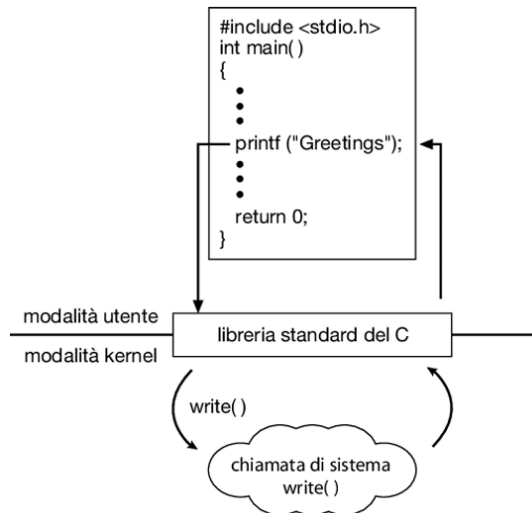 #include <stdio.h>
int main( )
{
printf ("Greetings");
return 0;
}
modalità utente
libreria standard del C
modalità kernel
write( )
chiamata di sistema
write( )